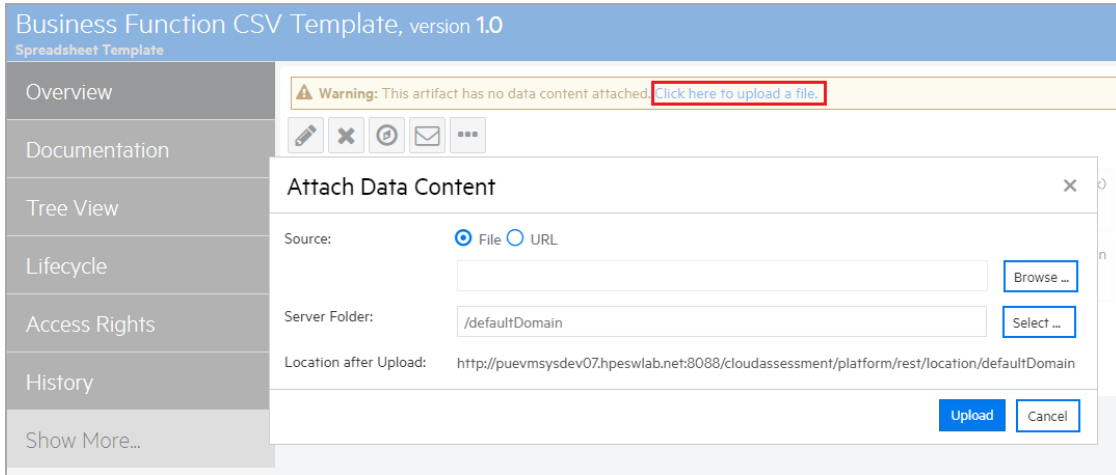 Business Function CSV Template, version 1.0
Spreadsheet Template
Overview
Warning: This artifact has no data content attached. Click here to upload a file.
Documentation
Attach Data Content
Tree View
Source: File URL
Lifecycle
Browse ...
Access Rights
Server Folder: /defaultDomain Select ...
Location after Upload: http://puevmsysdev07.hpeswlab.net:8088/cloudassessment/platform/rest/location/defaultDomain
History
Upload Cancel
Show More...